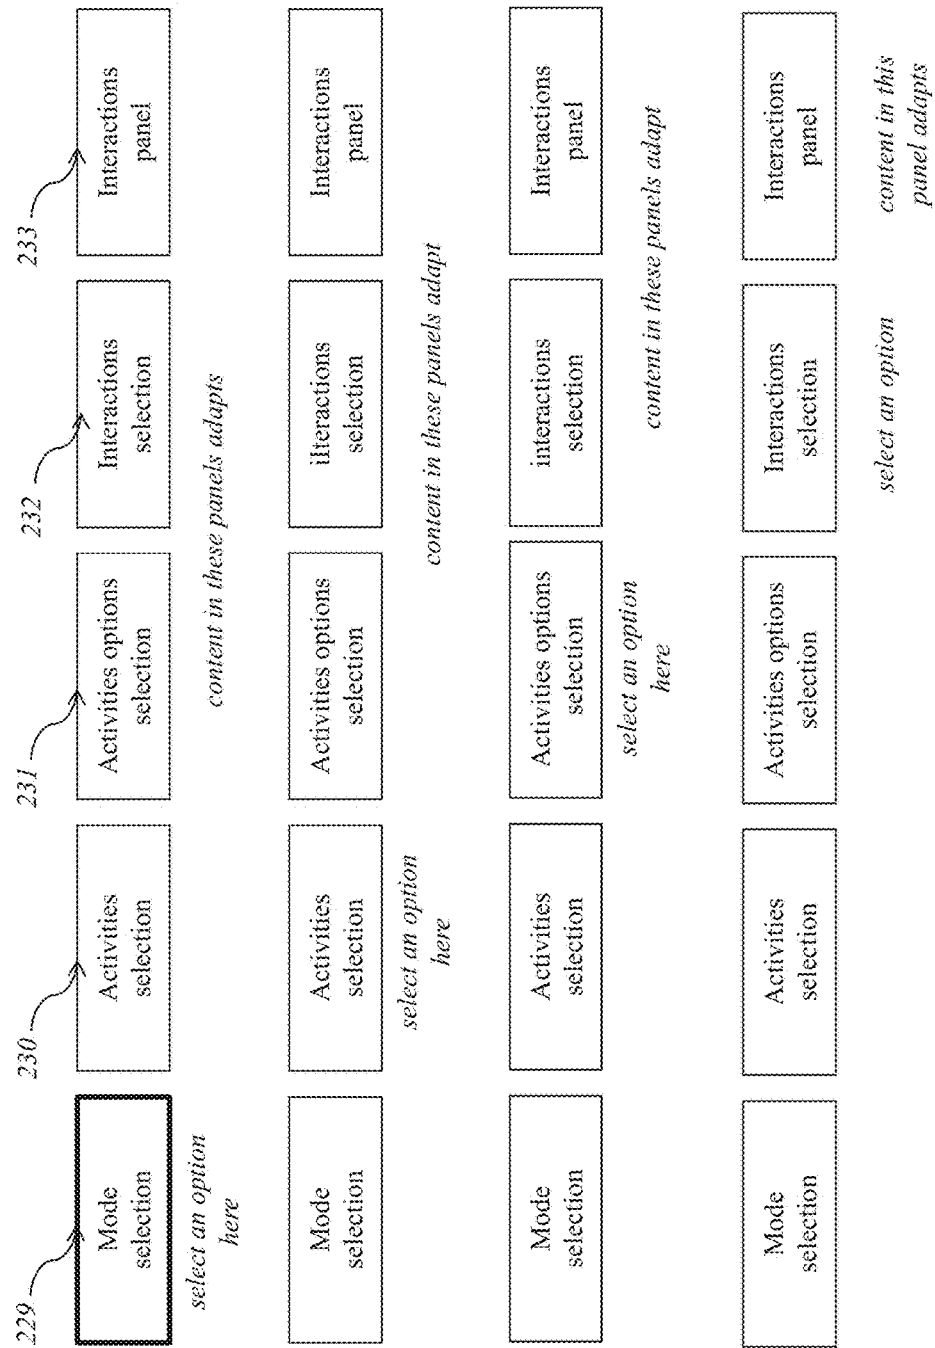 229
230
231
232
233
Mode
selection
Activities
selection
Activities options
selection
Interactions
selection
Interactions
panel
select an option
here
content in these panels adapts
Mode
selection
Activities
selection
Activities options
selection
ilteractions
selection
Interactions
panel
select an option
here
content in these panels adapt
Mode
selection
Activities
selection
Activities options
selection
interactions
selection
Interactions
panel
select an option
here
content in these panels adapt
Mode
selection
Activities
selection
Activities options
selection
Interactions
selection
Interactions
panel
select an option
content in this
panel adapts